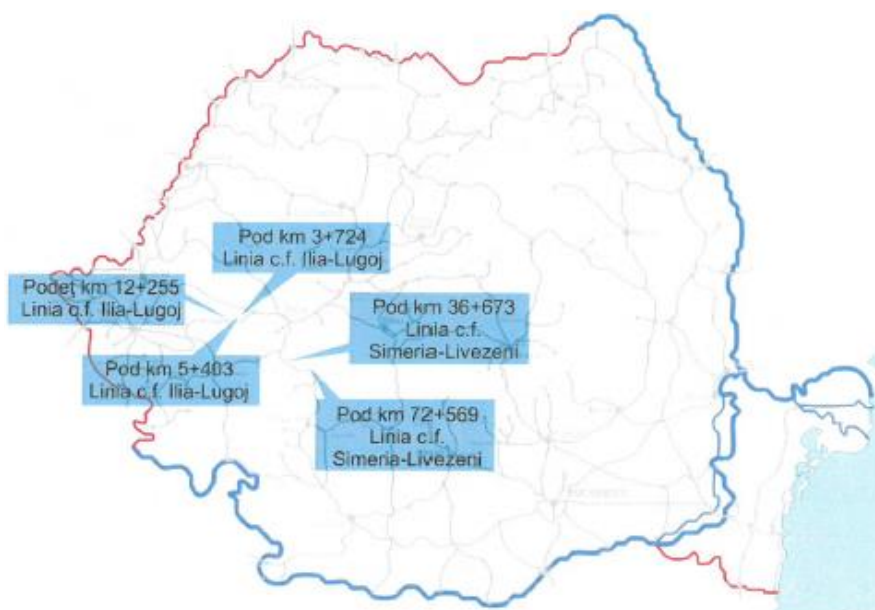 Pod km 3+724
Linia c.f. Ilia-Lugoj
Podeţ km 12+255
Linia c.f. Ilia-Lugoj
Pod km 36+673
Linia c.f.
Simeria-Livezeni
Pod km 5+403
Linia c.f. Ilia-Lugoj
Pod km 72+569
Linia c.f.
Simeria-Livezeni